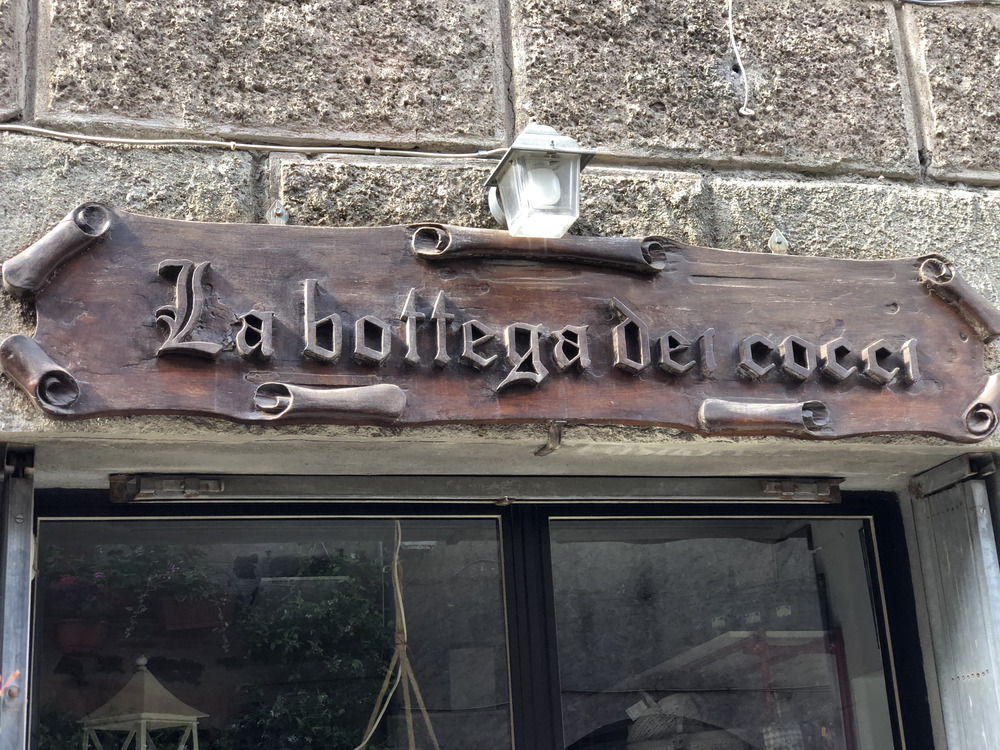 La bottega dei cocci